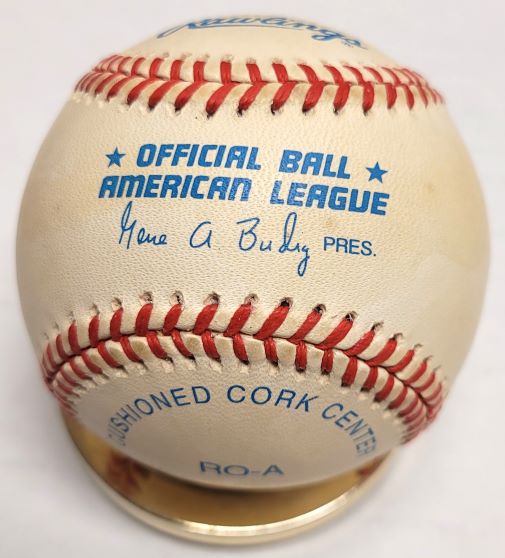 Rawlings
★ OFFICIAL BALL ★
AMERICAN LEAGUE
Gene A Budig PRES.
CUSHIONED CORK CENTER
RO-A